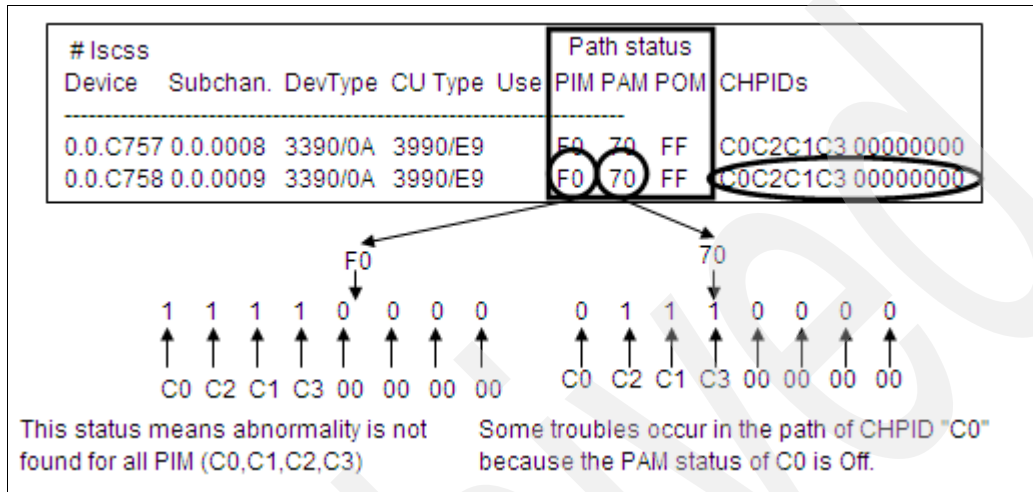 # lscss Path status
Device Subchan. DevType CU Type Use PIM PAM POM CHPIDs
----------------------------------------------------------------------
0.0.C757 0.0.0008 3390/0A 3990/E9 F0 70 FF C0C2C1C3 00000000
0.0.C758 0.0.0009 3390/0A 3990/E9 F0 70 FF C0C2C1C3 00000000
F0 70
1 1 1 1 0 0 0 0 0 1 1 1 0 0 0 0
C0 C2 C1 C3 00 00 00 00 C0 C2 C1 C3 00 00 00 00
This status means abnormality is not
found for all PIM (C0,C1,C2,C3)
Some troubles occur in the path of CHPID "C0"
because the PAM status of C0 is Off.